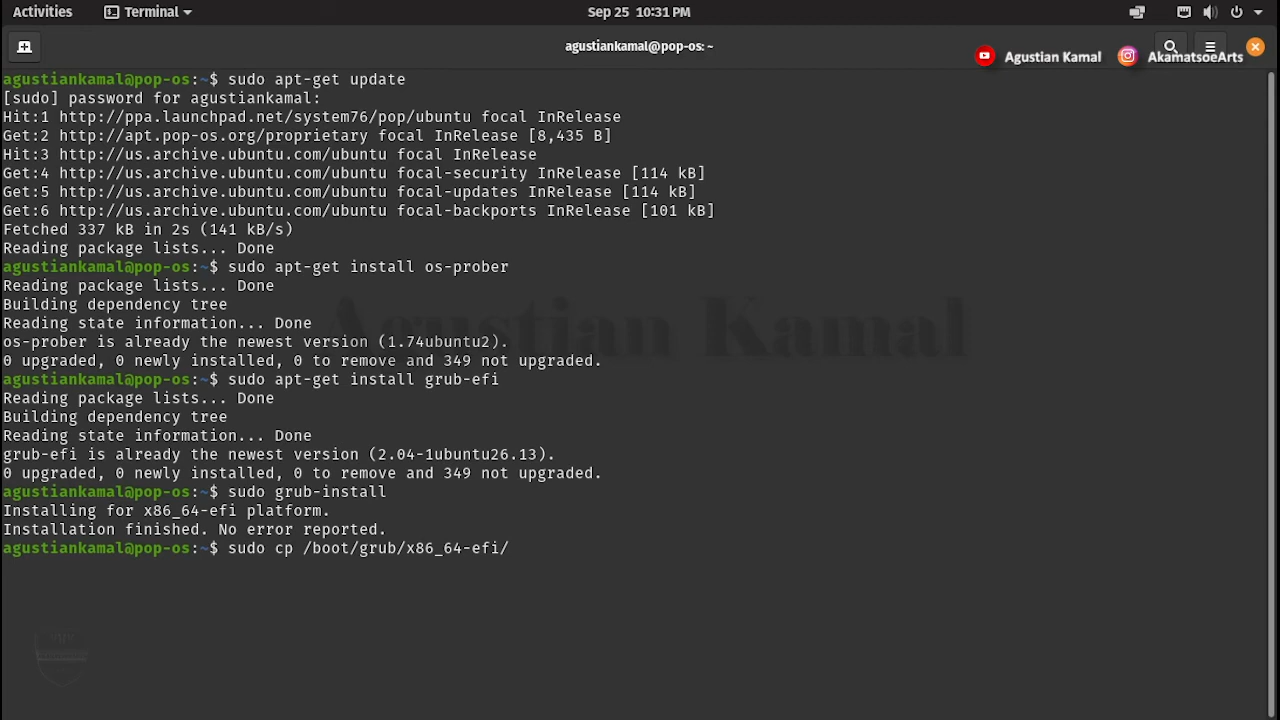 Activities Terminal Sep 25 10:31 PM
agustiankamal@pop-os: ~
Agustian Kamal AkamatsoeArts
agustiankamal@pop-os:~$ sudo apt-get update
[sudo] password for agustiankamal:
Hit:1 http://ppa.launchpad.net/system76/pop/ubuntu focal InRelease
Get:2 http://apt.pop-os.org/proprietary focal InRelease [8,435 B]
Hit:3 http://us.archive.ubuntu.com/ubuntu focal InRelease
Get:4 http://us.archive.ubuntu.com/ubuntu focal-security InRelease [114 kB]
Get:5 http://us.archive.ubuntu.com/ubuntu focal-updates InRelease [114 kB]
Get:6 http://us.archive.ubuntu.com/ubuntu focal-backports InRelease [101 kB]
Fetched 337 kB in 2s (141 kB/s)
Reading package lists... Done
agustiankamal@pop-os:~$ sudo apt-get install os-prober
Reading package lists... Done
Building dependency tree
Reading state information... Done
Agustian Kamal
os-prober is already the newest version (1.74ubuntu2).
0 upgraded, 0 newly installed, 0 to remove and 349 not upgraded.
agustiankamal@pop-os:~$ sudo apt-get install grub-efi
Reading package lists... Done
Building dependency tree
Reading state information... Done
grub-efi is already the newest version (2.04-1ubuntu26.13).
0 upgraded, 0 newly installed, 0 to remove and 349 not upgraded.
agustiankamal@pop-os:~$ sudo grub-install
Installing for x86_64-efi platform.
Installation finished. No error reported.
agustiankamal@pop-os:~$ sudo cp /boot/grub/x86_64-efi/